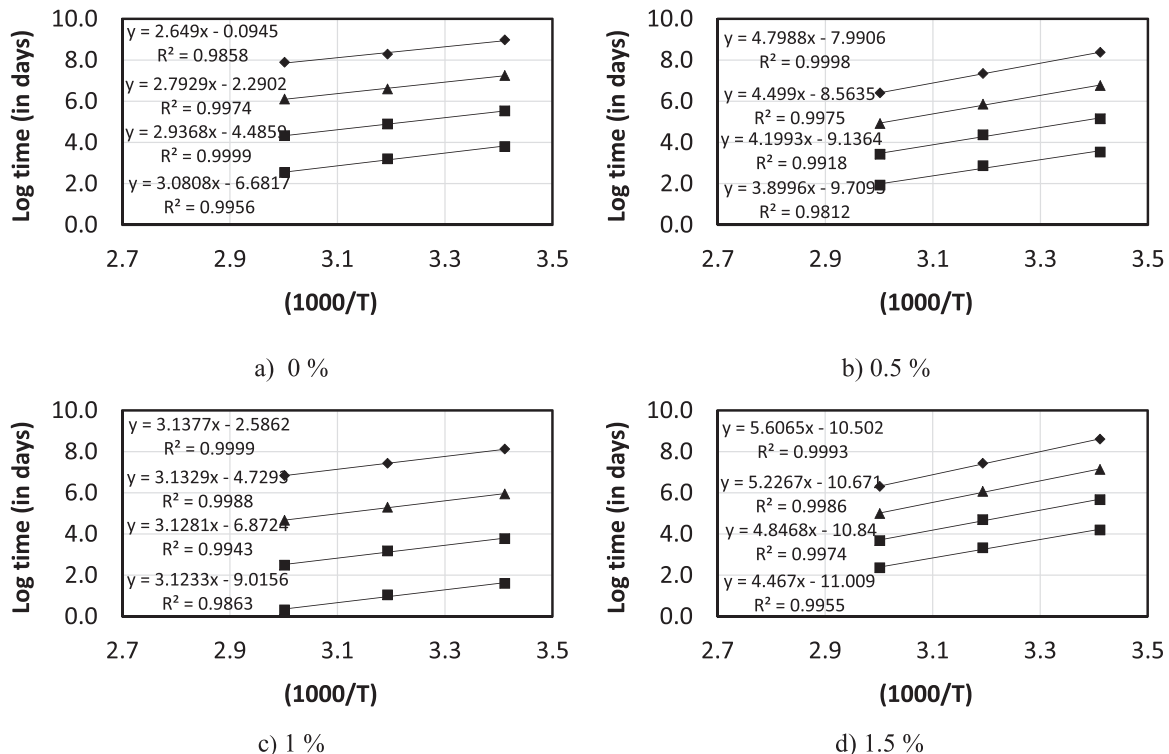 10.0
8.0
6.0
4.0
2.0
0.0
Log time (in days)
y = 2.649x - 0.0945
R² = 0.9858
y = 2.7929x - 2.2902
R² = 0.9974
y = 2.9368x - 4.4859
R² = 0.9999
y = 3.0808x - 6.6817
R² = 0.9956
2.7 2.9 3.1 3.3 3.5
(1000/T)
a) 0 %
10.0
8.0
6.0
4.0
2.0
0.0
Log time (in days)
y = 4.7988x - 7.9906
R² = 0.9998
y = 4.499x - 8.5635
R² = 0.9975
y = 4.1993x - 9.1364
R² = 0.9918
y = 3.8996x - 9.7093
R² = 0.9812
2.7 2.9 3.1 3.3 3.5
(1000/T)
b) 0.5 %
10.0
8.0
6.0
4.0
2.0
0.0
Log time (in days)
y = 3.1377x - 2.5862
R² = 0.9999
y = 3.1329x - 4.7293
R² = 0.9988
y = 3.1281x - 6.8724
R² = 0.9943
y = 3.1233x - 9.0156
R² = 0.9863
2.7 2.9 3.1 3.3 3.5
(1000/T)
c) 1 %
10.0
8.0
6.0
4.0
2.0
0.0
Log time (in days)
y = 5.6065x - 10.502
R² = 0.9993
y = 5.2267x - 10.671
R² = 0.9986
y = 4.8468x - 10.84
R² = 0.9974
y = 4.467x - 11.009
R² = 0.9955
2.7 2.9 3.1 3.3 3.5
(1000/T)
d) 1.5 %